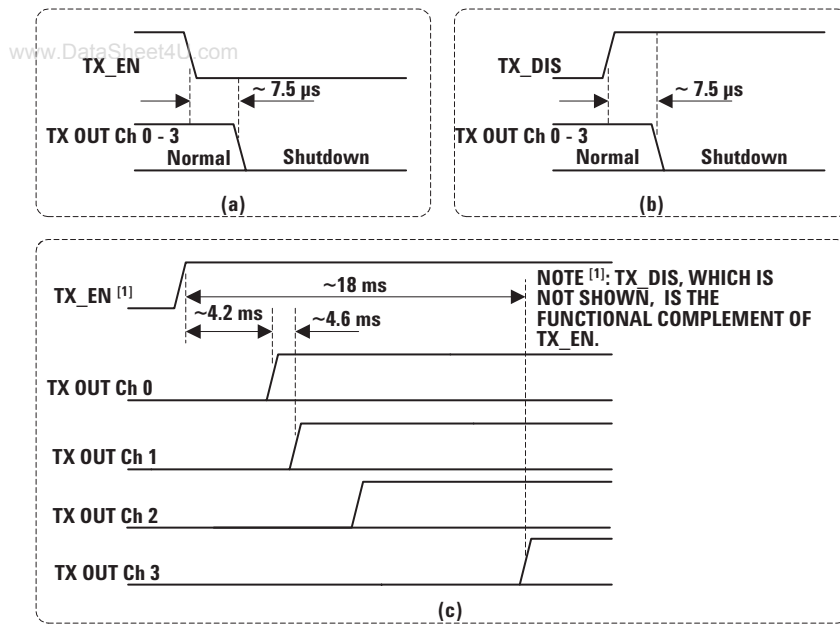 www.DataSheet4U.com
TX_EN
~ 7.5 µs
TX OUT Ch 0 - 3
Normal Shutdown
(a)
TX_DIS
~ 7.5 µs
TX OUT Ch 0 - 3
Normal Shutdown
(b)
TX_EN [1]
~18 ms
~4.2 ms
~4.6 ms
NOTE [1]: TX_DIS, WHICH IS
NOT SHOWN, IS THE
FUNCTIONAL COMPLEMENT OF
TX_EN.
TX OUT Ch 0
TX OUT Ch 1
TX OUT Ch 2
TX OUT Ch 3
(c)